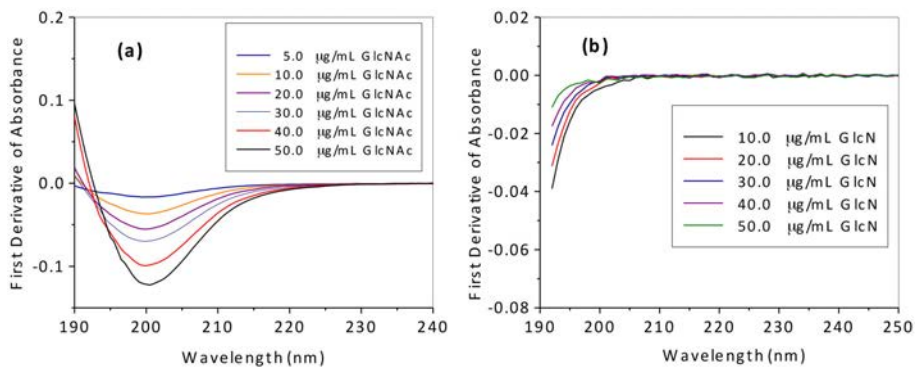 (a)
5.0 µg/mL GlcNAc
10.0 µg/mL GlcNAc
20.0 µg/mL GlcNAc
30.0 µg/mL GlcNAc
40.0 µg/mL GlcNAc
50.0 µg/mL GlcNAc
First Derivative of Absorbance
0.2
0.1
0.0
-0.1
190 200 210 220 230 240
Wavelength (nm)
(b)
10.0 µg/mL GlcN
20.0 µg/mL GlcN
30.0 µg/mL GlcN
40.0 µg/mL GlcN
50.0 µg/mL GlcN
First Derivative of Absorbance
0.02
0.00
-0.02
-0.04
-0.06
-0.08
190 200 210 220 230 240 250
Wavelength (nm)